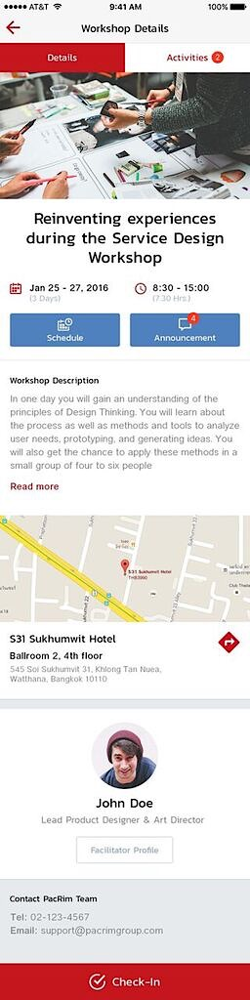 AT&T 9:41 AM 100%
Workshop Details
Details Activities 2
Reinventing experiences
during the Service Design
Workshop
Jan 25 - 27, 2016 8:30 - 15:00
(3 Days) (7.30 Hrs.)
4
Schedule Announcement
Workshop Description
In one day you will gain an understanding of the
principles of Design Thinking. You will learn about
the process as well as methods and tools to analyze
user needs, prototyping, and generating ideas. You
will also get the chance to apply these methods in a
small group of four to six people
Read more
S31 Sukhumwit Hotel
THB3990
S31 Sukhumwit Hotel
Ballroom 2, 4th floor
545 Soi Sukhumvit 31, Khlong Tan Nuea,
Watthana, Bangkok 10110
John Doe
Lead Product Designer & Art Director
Facilitator Profile
Contact PacRim Team
Tel: 02-123-4567
Email: support@pacrimgroup.com
Check-In